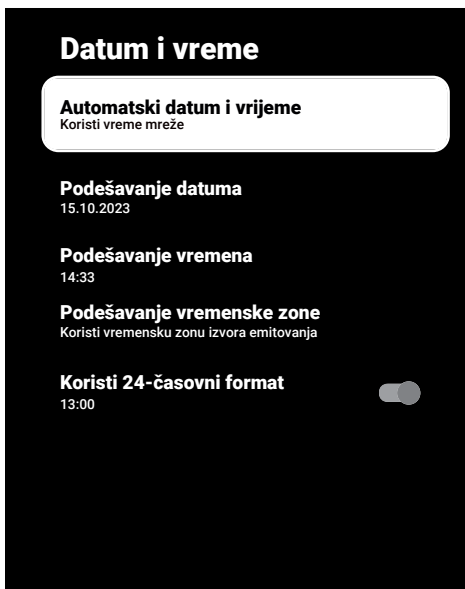 Datum i vreme
Automatski datum i vrijeme
Koristi vreme mreže
Podešavanje datuma
15.10.2023
Podešavanje vremena
14:33
Podešavanje vremenske zone
Koristi vremensku zonu izvora emitovanja
Koristi 24-časovni format
13:00